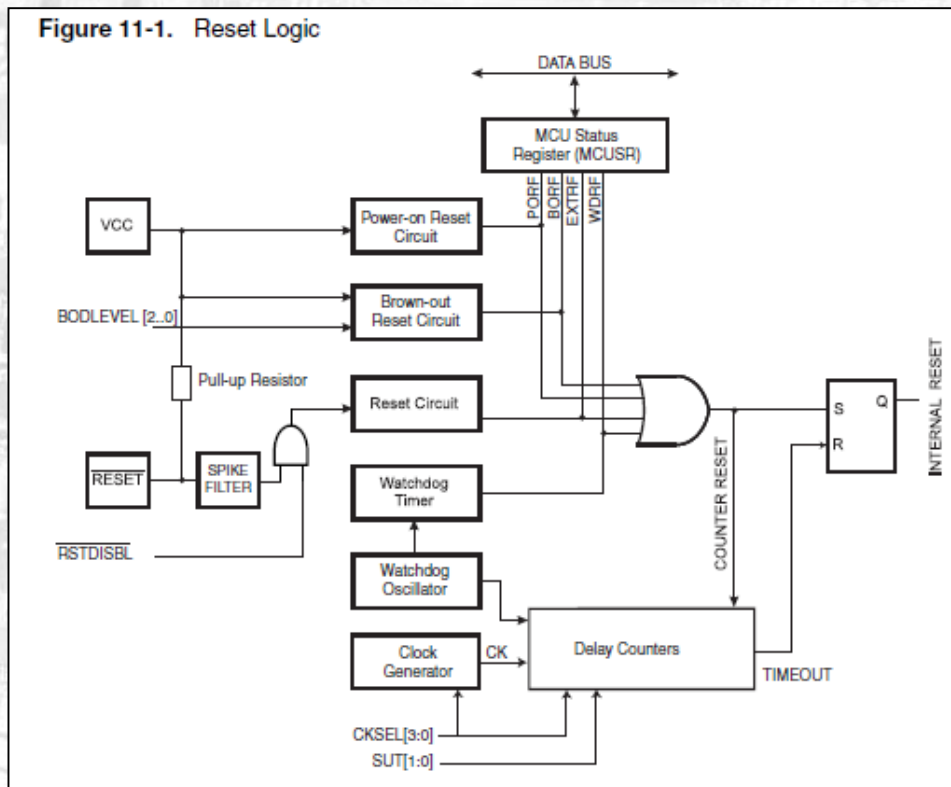 Figure 11-1. Reset Logic
DATA BUS
MCU Status
Register (MCUSR)
PORF
BORF
EXTRF
WDRF
VCC
Power-on Reset
Circuit
BODLEVEL [2..0]
Brown-out
Reset Circuit
Pull-up Resistor
Reset Circuit
RESET
SPIKE
FILTER
RSTDISBL
Watchdog
Timer
Watchdog
Oscillator
Clock
Generator
CK
Delay Counters
CKSEL[3:0]
SUT[1:0]
COUNTER RESET
TIMEOUT
S
Q
R
INTERNAL RESET